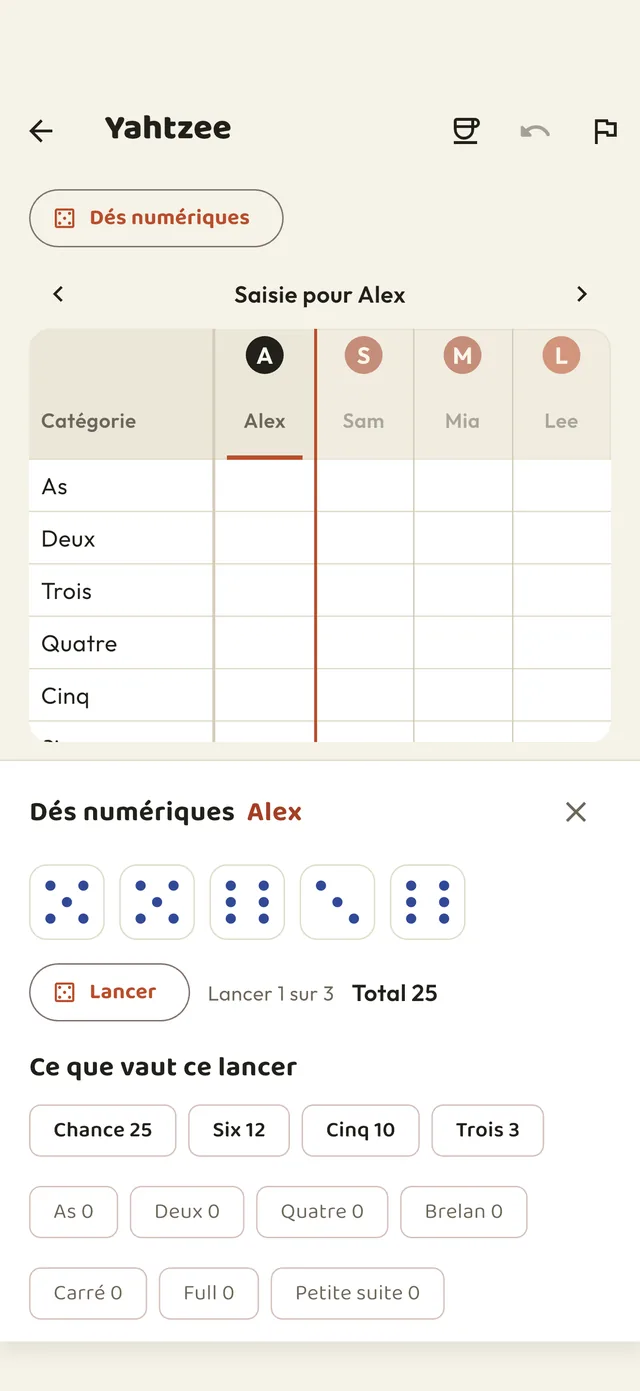 Yahtzee
Dés numériques
Saisie pour Alex
A S M L
Catégorie Alex Sam Mia Lee
As
Deux
Trois
Quatre
Cinq
Dés numériques Alex
Lancer Lancer 1 sur 3 Total 25
Ce que vaut ce lancer
Chance 25 Six 12 Cinq 10 Trois 3
As 0 Deux 0 Quatre 0 Brelan 0
Carré 0 Full 0 Petite suite 0